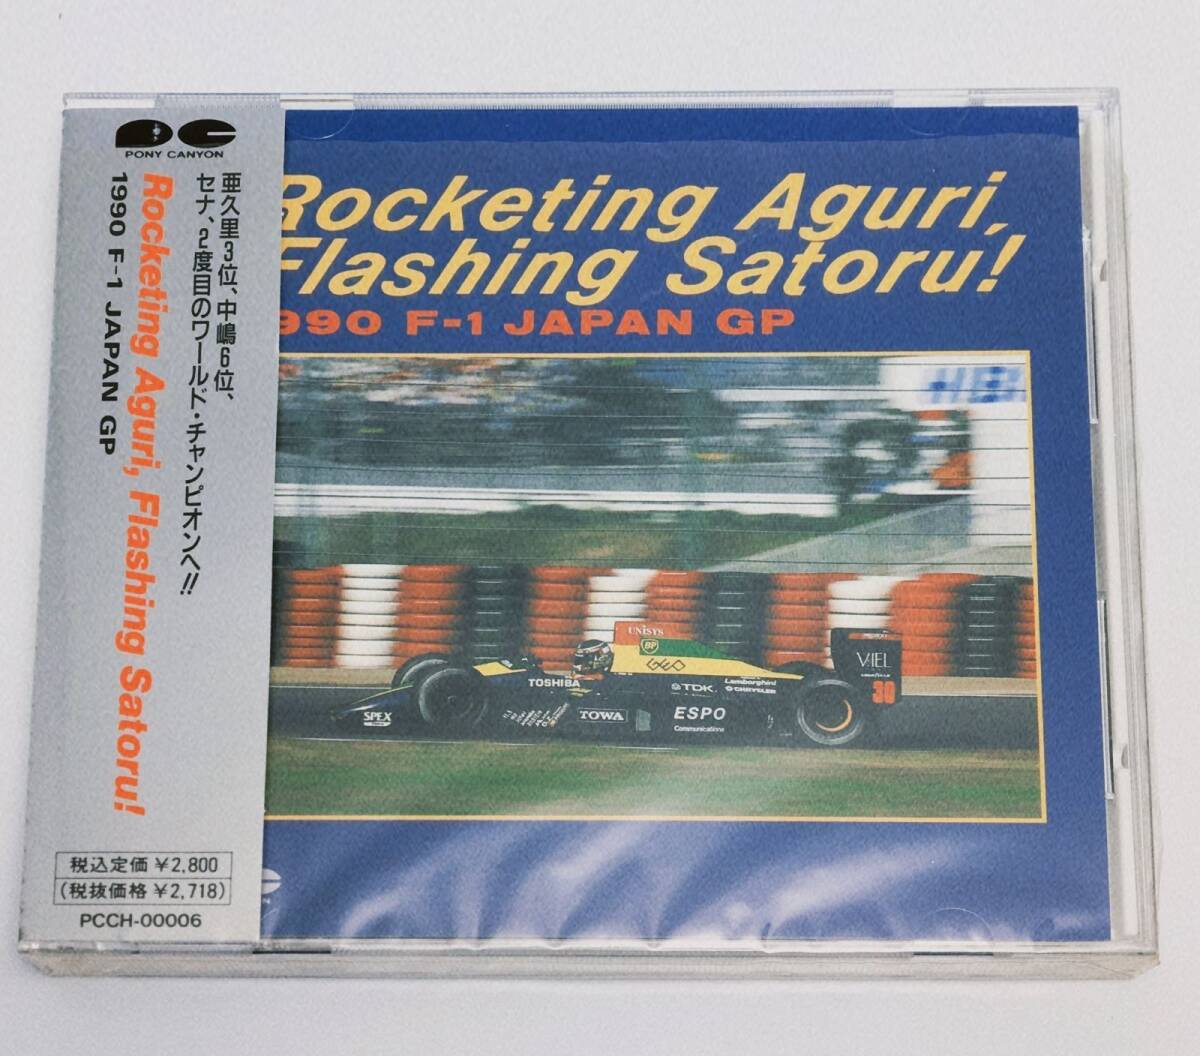 PONY CANYON
亜久里3位、中嶋6位、
セナ、2度目のワールド・チャンピオンへ!!
Rocketing Aguri, Flashing Satoru!
1990 F-1 JAPAN GP
税込定価 ¥2,800
(税抜価格 ¥2,718)
PCCH-00006
Rocketing Aguri,
Flashing Satoru!
990 F-1 JAPAN GP
UNISYS
BP
GEO
V-IEL
30
TOSHIBA
TDK
Lamborghini
CHRYSLER
SPEX
TOWA
ESPO
Communications